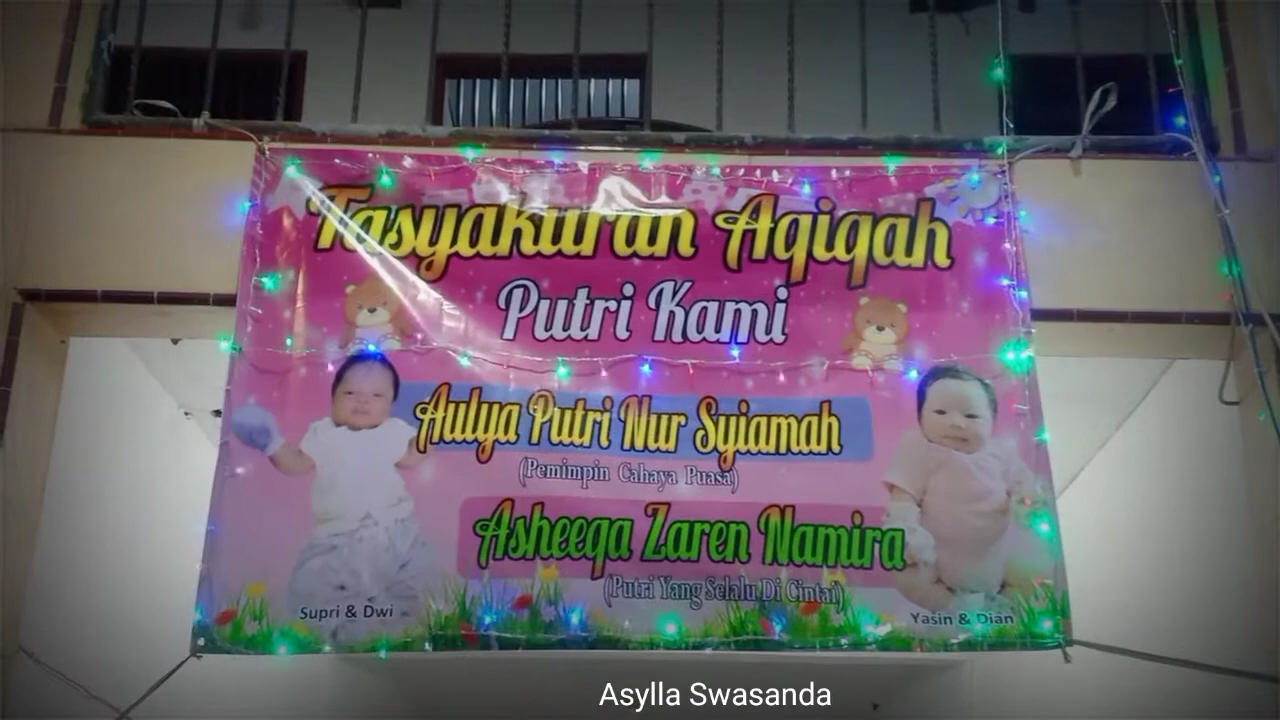 Tasyakuran Aqiqah
Putri Kami
Aulya Putri Nur Syiamah
(Pemimpin Cahaya Puasa)
Asheeqa Zaren Namira
(Putri Yang Selalu Di Cintai)
Supri & Dwi
Yasin & Dian
Asylla Swasanda